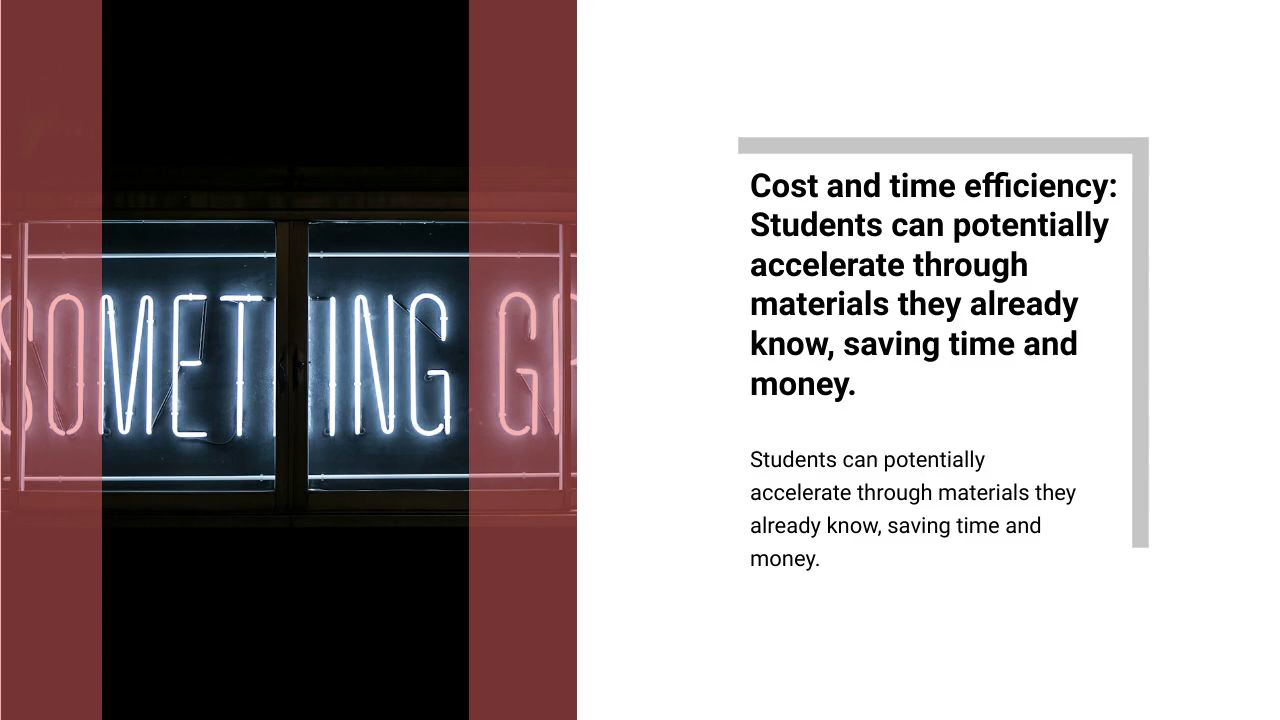 SOMETHING GR
Cost and time efficiency:
Students can potentially
accelerate through
materials they already
know, saving time and
money.
Students can potentially
accelerate through materials they
already know, saving time and
money.